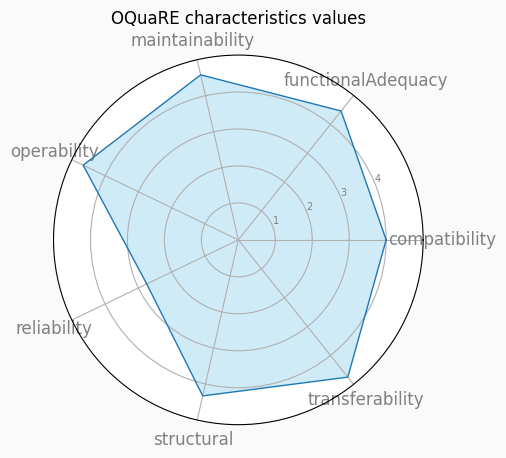 OQuaRE characteristics values
maintainability
functionalAdequacy
operability
4
3
2
1
compatibility
reliability
transferability
structural